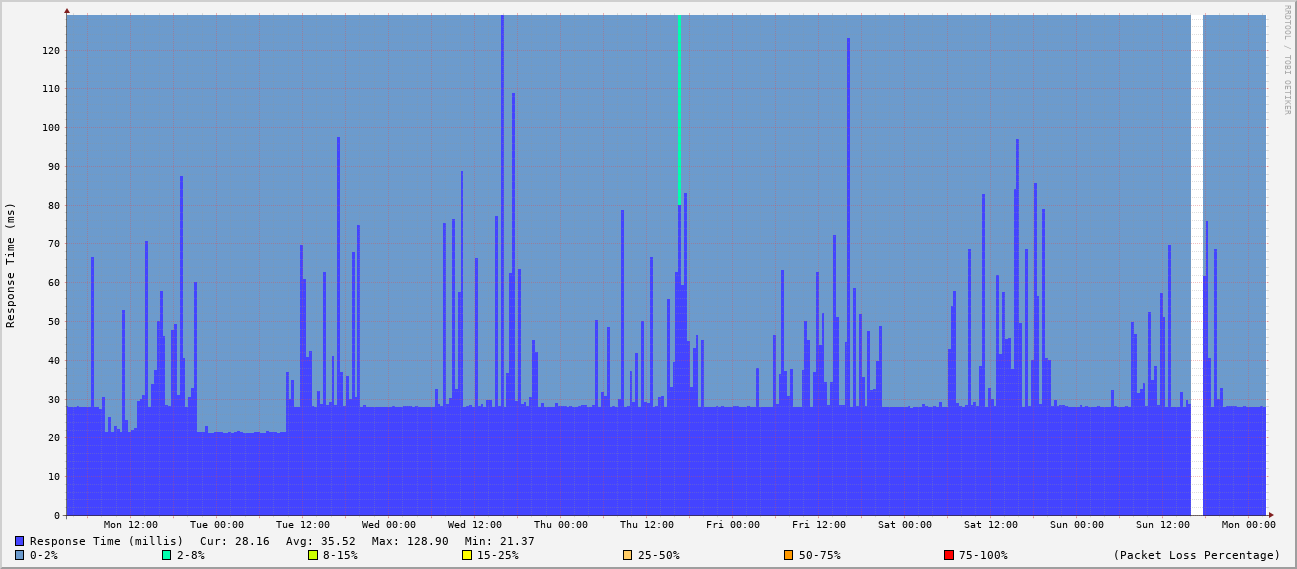 RRDTOOL / TOBI OETIKER
Response Time (ms)
120
110
100
90
80
70
60
50
40
30
20
10
0
Mon 12:00 Tue 00:00 Tue 12:00 Wed 00:00 Wed 12:00 Thu 00:00 Thu 12:00 Fri 00:00 Fri 12:00 Sat 00:00 Sat 12:00 Sun 00:00 Sun 12:00 Mon 00:00
Response Time (millis) Cur: 28.16 Avg: 35.52 Max: 128.90 Min: 21.37
0-2% 2-8% 8-15% 15-25% 25-50% 50-75% 75-100% (Packet Loss Percentage)